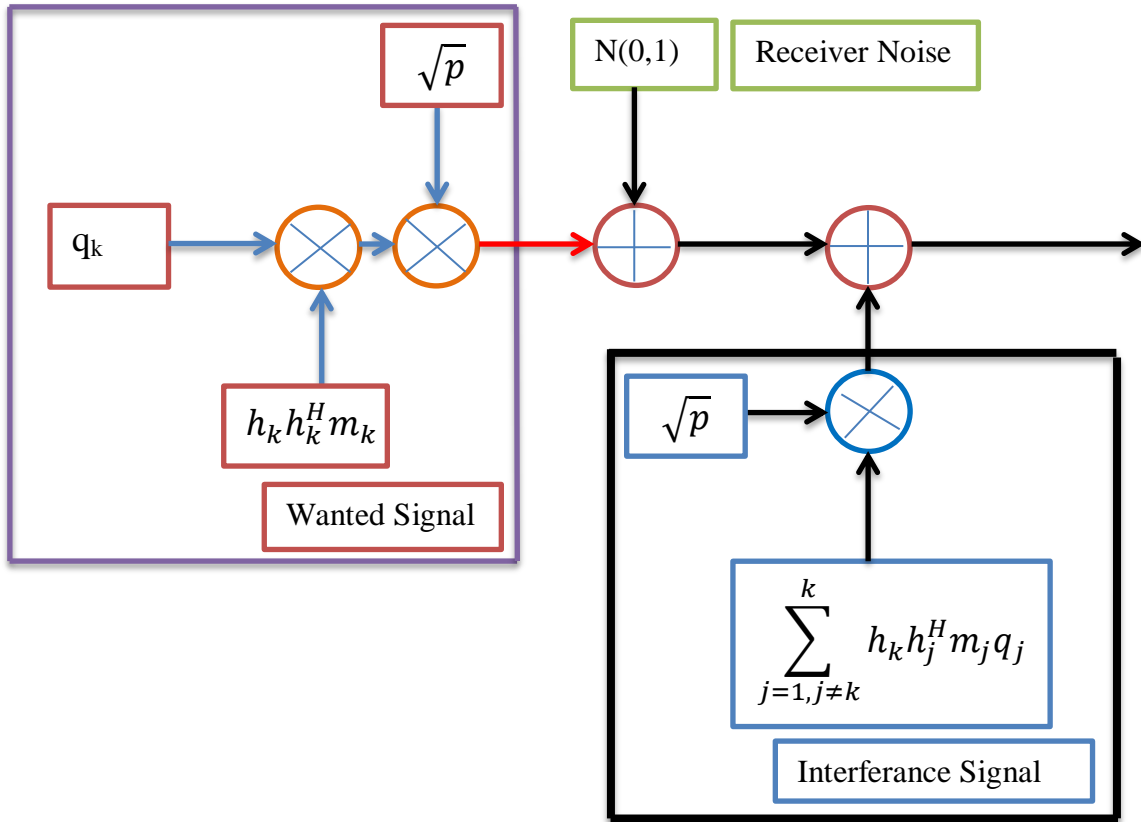 √p
N(0,1)
Receiver Noise
qₖ
hₖhₖᴴmₖ
Wanted Signal
√p
k
∑ hₖhⱼᴴmⱼqⱼ
j=1,j≠k
Interferance Signal